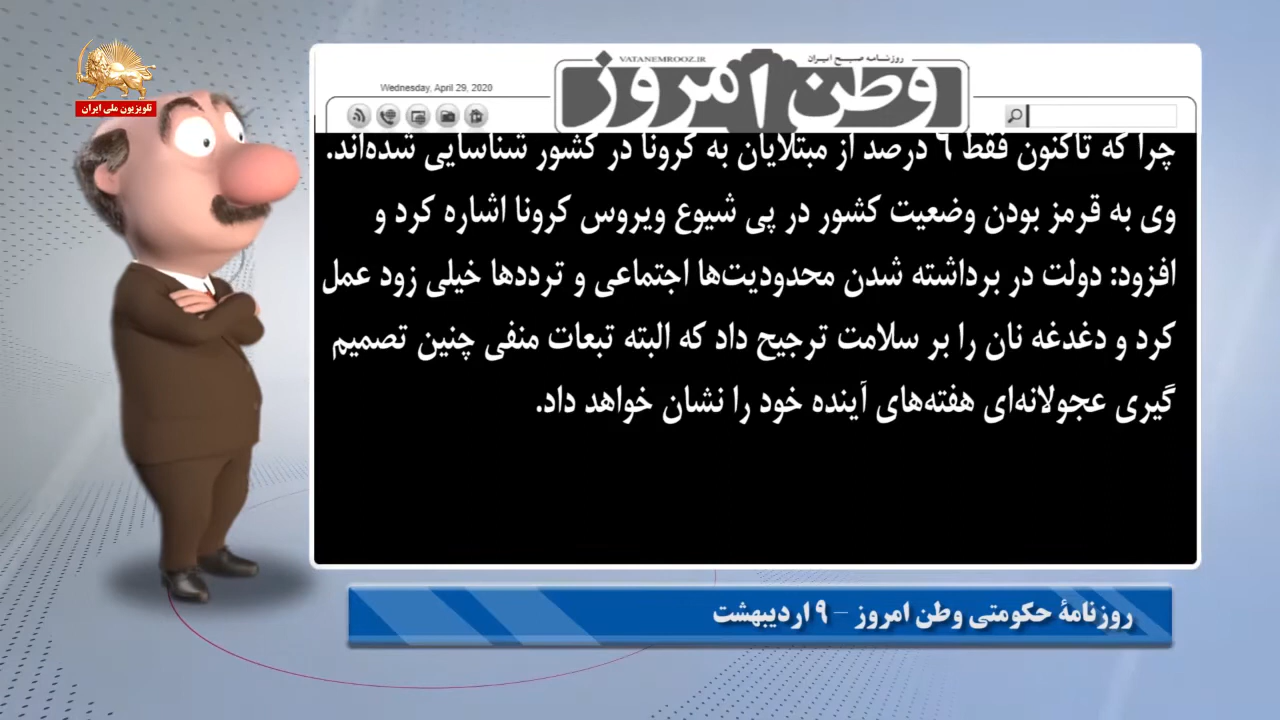 تلویزیون ملی ایران
روزنامه صبح ایران
VATANEMROOZ.IR
وطن امروز
Wednesday, April 29, 2020
چرا که تاکنون فقط ٦ درصد از مبتلایان به کرونا در کشور شناسایی شده‌اند.
وی به قرمز بودن وضعیت کشور در پی شیوع ویروس کرونا اشاره کرد و
افزود: دولت در برداشته شدن محدودیت‌ها اجتماعی و ترددها خیلی زود عمل
کرد و دغدغه نان را بر سلامت ترجیح داد که البته تبعات منفی چنین تصمیم
گیری عجولانه‌ای هفته‌های آینده خود را نشان خواهد داد.
روزنامهٔ حکومتی وطن امروز – ۹ اردیبهشت